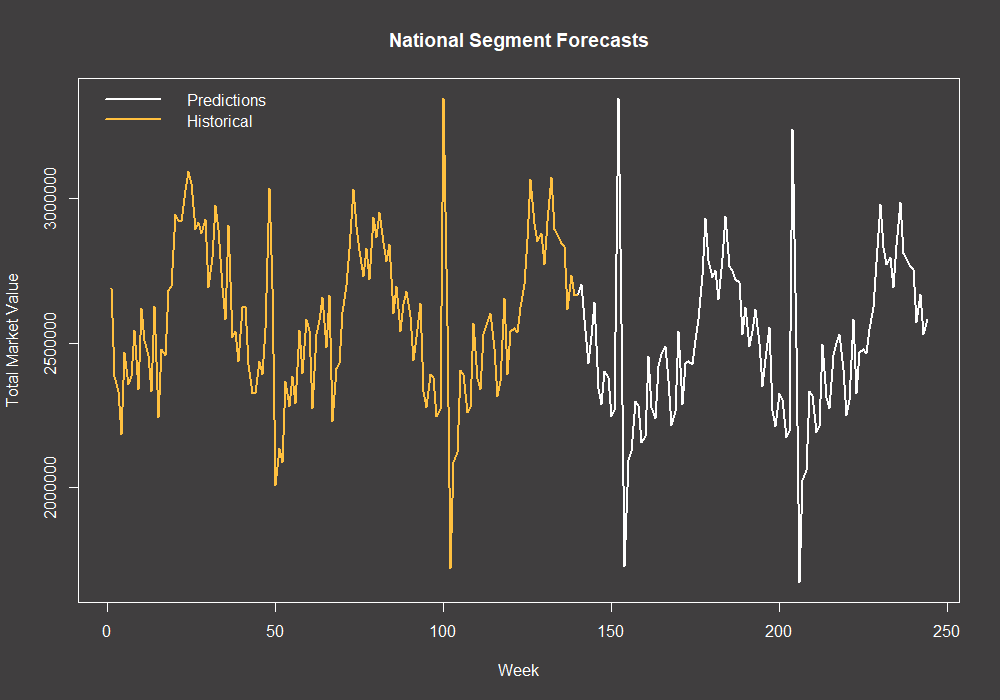 National Segment Forecasts
Predictions
Historical
Total Market Value
3000000
2500000
2000000
0 50 100 150 200 250
Week